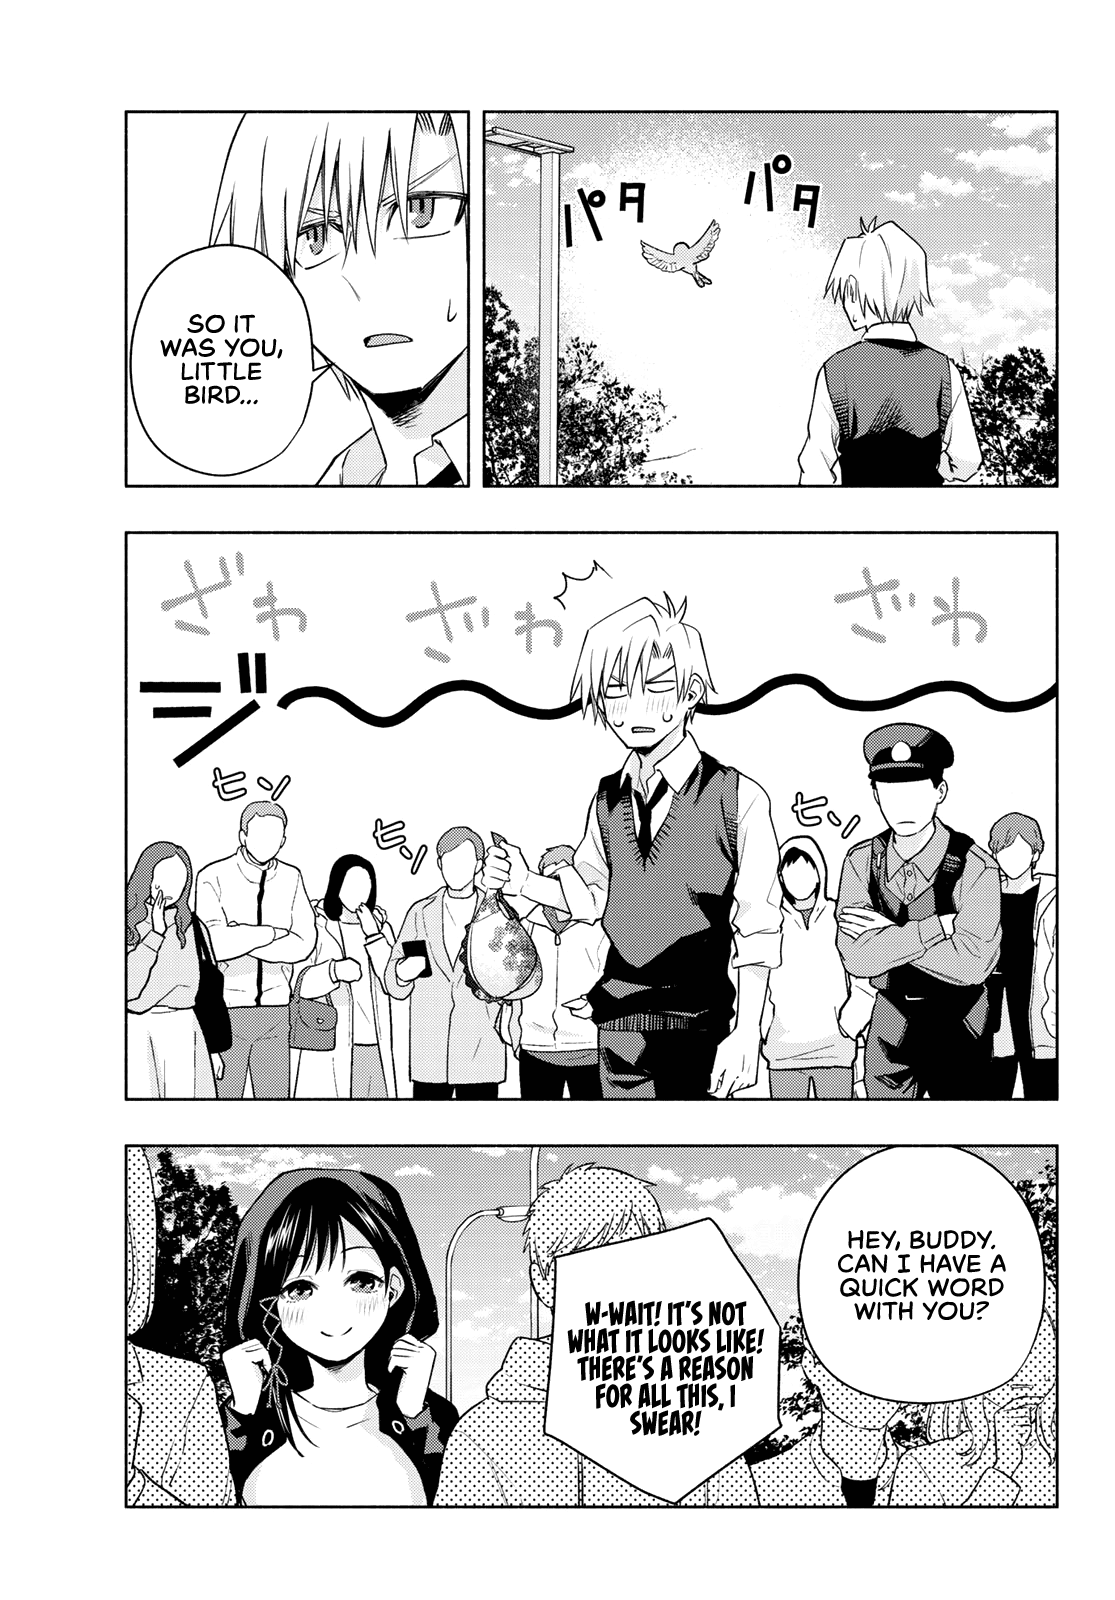 パタ
パタ
SO IT
WAS YOU,
LITTLE
BIRD...
ざわ
ざわ
ざわ
ジ
ヒソ
ヒソ
ヒソ
HEY, BUDDY.
CAN I HAVE A
QUICK WORD
WITH YOU?
W-WAIT! IT'S NOT
WHAT IT LOOKS LIKE!
THERE'S A REASON
FOR ALL THIS, I
SWEAR!